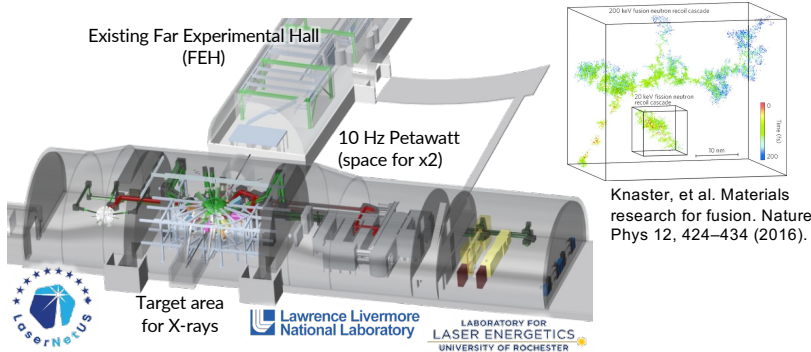 Existing Far Experimental Hall
(FEH)
10 Hz Petawatt
(space for x2)
Target area
for X-rays
LaserNetUS
Lawrence Livermore
National Laboratory
LABORATORY FOR
LASER ENERGETICS
UNIVERSITY OF ROCHESTER
200 keV fusion neutron
recoil cascade
20 keV fission neutron
recoil cascade
10 nm
0
Time (fs)
200
Knaster, et al. Materials
research for fusion. Nature
Phys 12, 424–434 (2016).